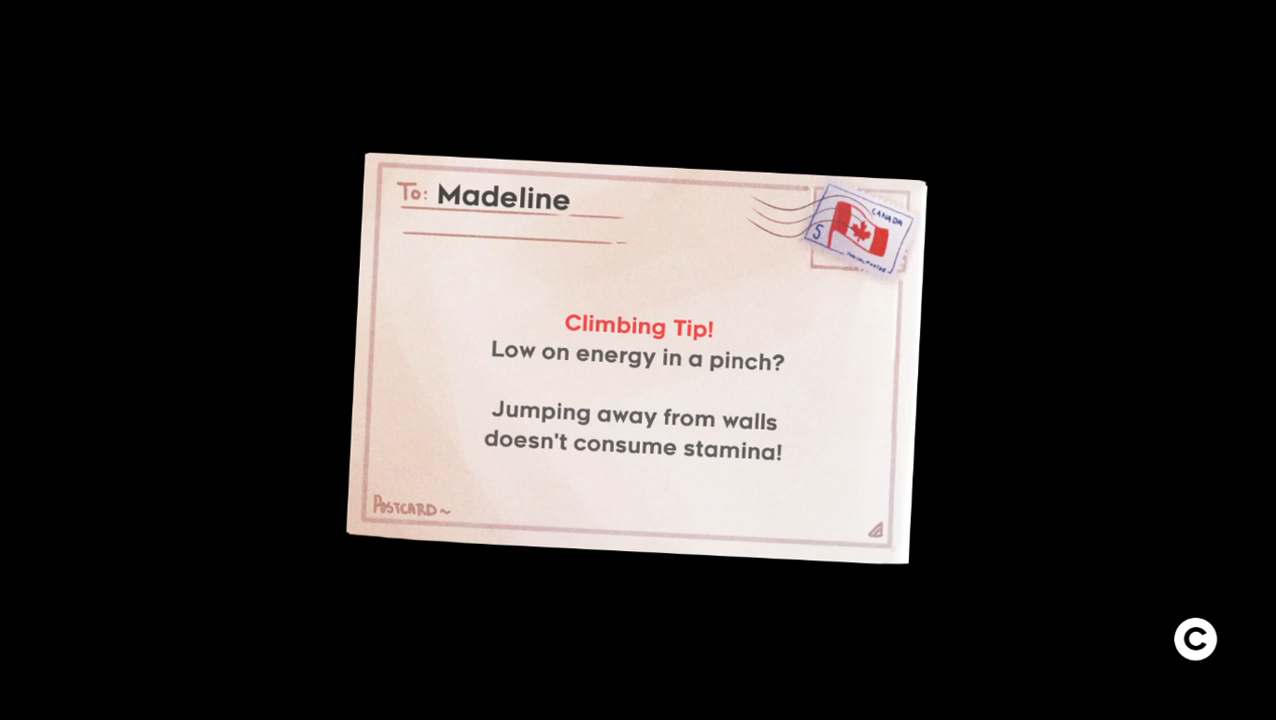 To: Madeline
CANADA
5
Climbing Tip!
Low on energy in a pinch?
Jumping away from walls
doesn't consume stamina!
POSTCARD~
C